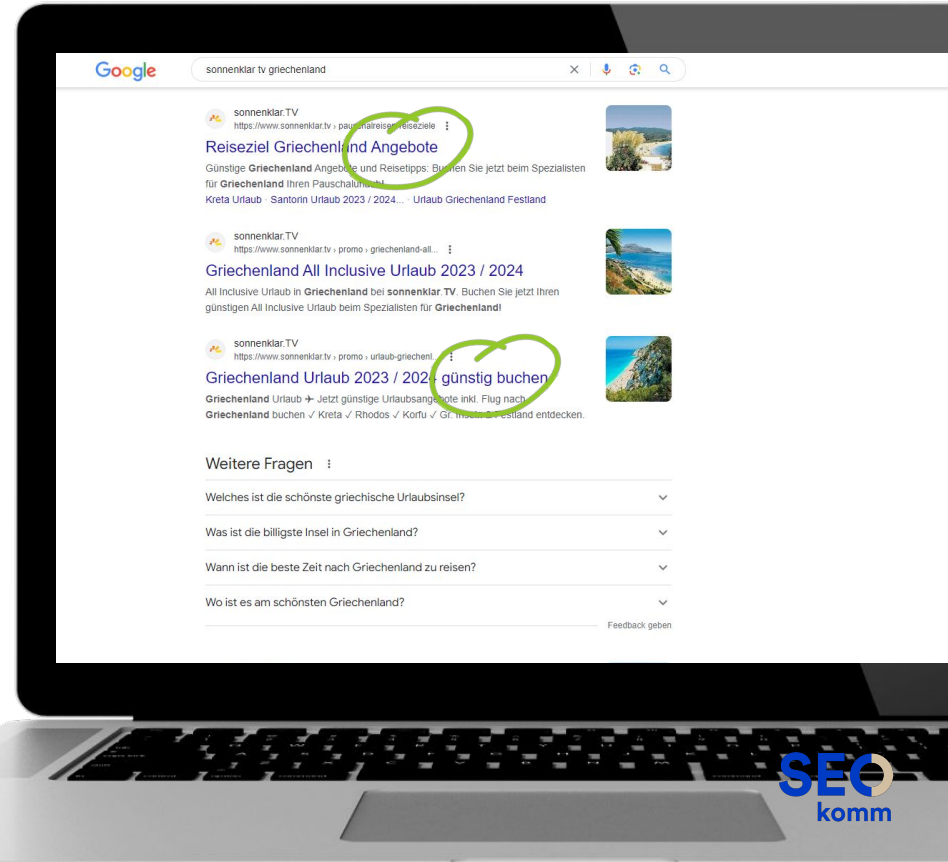 Google
sonnenklar tv griechenland
sonnenklar.TV
https://www.sonnenklar.tv › pauschalreisen › reiseziele
Reiseziel Griechenland Angebote
Günstige Griechenland Angebote und Reisetipps: Buchen Sie jetzt beim Spezialisten
für Griechenland Ihren Pauschalurlaub!
Kreta Urlaub · Santorin Urlaub 2023 / 2024... · Urlaub Griechenland Festland
sonnenklar.TV
https://www.sonnenklar.tv › promo › griechenland-all...
Griechenland All Inclusive Urlaub 2023 / 2024
All Inclusive Urlaub in Griechenland bei sonnenklar.TV. Buchen Sie jetzt Ihren
günstigen All Inclusive Urlaub beim Spezialisten für Griechenland!
sonnenklar.TV
https://www.sonnenklar.tv › promo › urlaub-griechenl...
Griechenland Urlaub 2023 / 2024 günstig buchen
Griechenland Urlaub ✈ Jetzt günstige Urlaubsangebote inkl. Flug nach
Griechenland buchen ✓ Kreta ✓ Rhodos ✓ Korfu ✓ Gr. Inseln & Festland entdecken.
Weitere Fragen
Welches ist die schönste griechische Urlaubsinsel?
Was ist die billigste Insel in Griechenland?
Wann ist die beste Zeit nach Griechenland zu reisen?
Wo ist es am schönsten Griechenland?
Feedback geben
SEO
komm